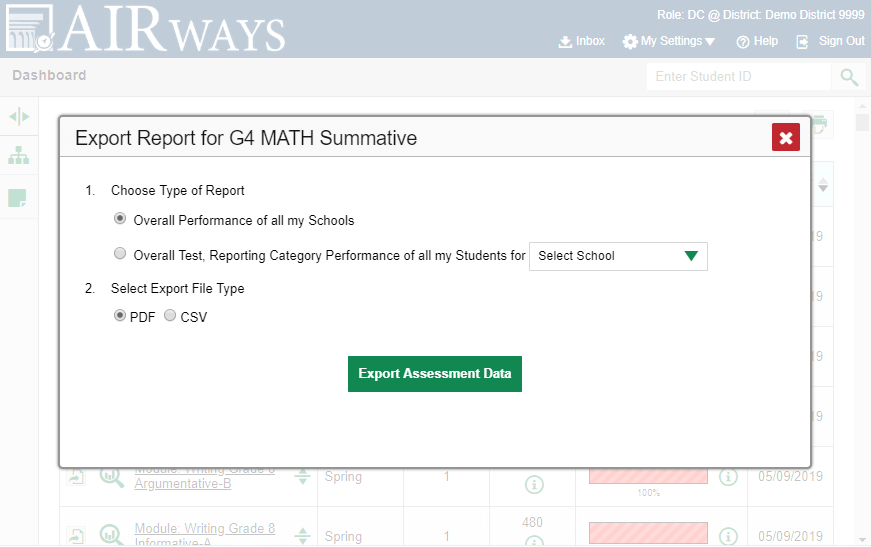 AIRWAYS
Role: DC @ District: Demo District 9999
Inbox My Settings Help Sign Out
Dashboard
Enter Student ID
Export Report for G4 MATH Summative
1. Choose Type of Report
Overall Performance of all my Schools
Overall Test, Reporting Category Performance of all my Students for Select School
2. Select Export File Type
PDF CSV
Export Assessment Data
19
19
19
19
Module: Writing Grade 8
Argumentative-B
Spring 1 05/09/2019
100%
Module: Writing Grade 8
Informative-A
Spring 1 480 05/09/2019